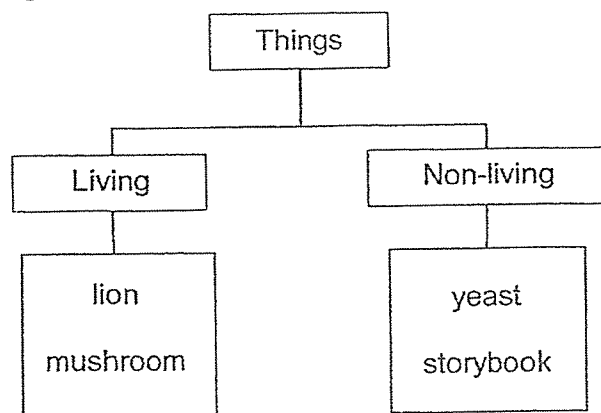 Things
Living
Non-living
lion
mushroom
yeast
storybook